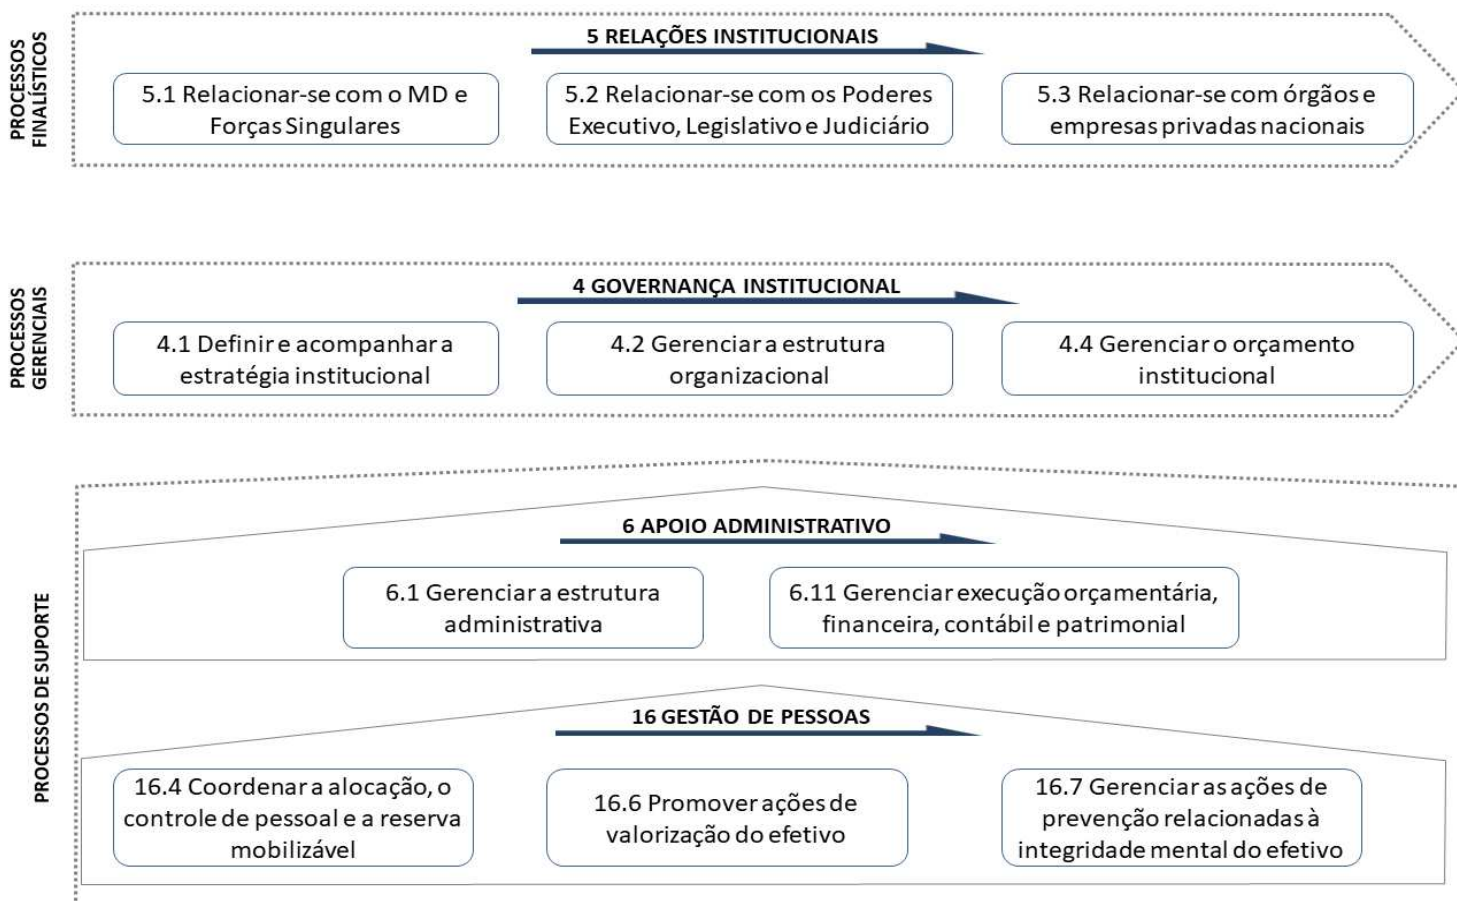 PROCESSOS
FINALÍSTICOS
5 RELAÇÕES INSTITUCIONAIS
5.1 Relacionar-se com o MD e
Forças Singulares
5.2 Relacionar-se com os Poderes
Executivo, Legislativo e Judiciário
5.3 Relacionar-se com órgãos e
empresas privadas nacionais
PROCESSOS
GERENCIAIS
4 GOVERNANÇA INSTITUCIONAL
4.1 Definir e acompanhar a
estratégia institucional
4.2 Gerenciar a estrutura
organizacional
4.4 Gerenciar o orçamento
institucional
PROCESSOS DE SUPORTE
6 APOIO ADMINISTRATIVO
6.1 Gerenciar a estrutura
administrativa
6.11 Gerenciar execução orçamentária,
financeira, contábil e patrimonial
16 GESTÃO DE PESSOAS
16.4 Coordenar a alocação, o
controle de pessoal e a reserva
mobilizável
16.6 Promover ações de
valorização do efetivo
16.7 Gerenciar as ações de
prevenção relacionadas à
integridade mental do efetivo